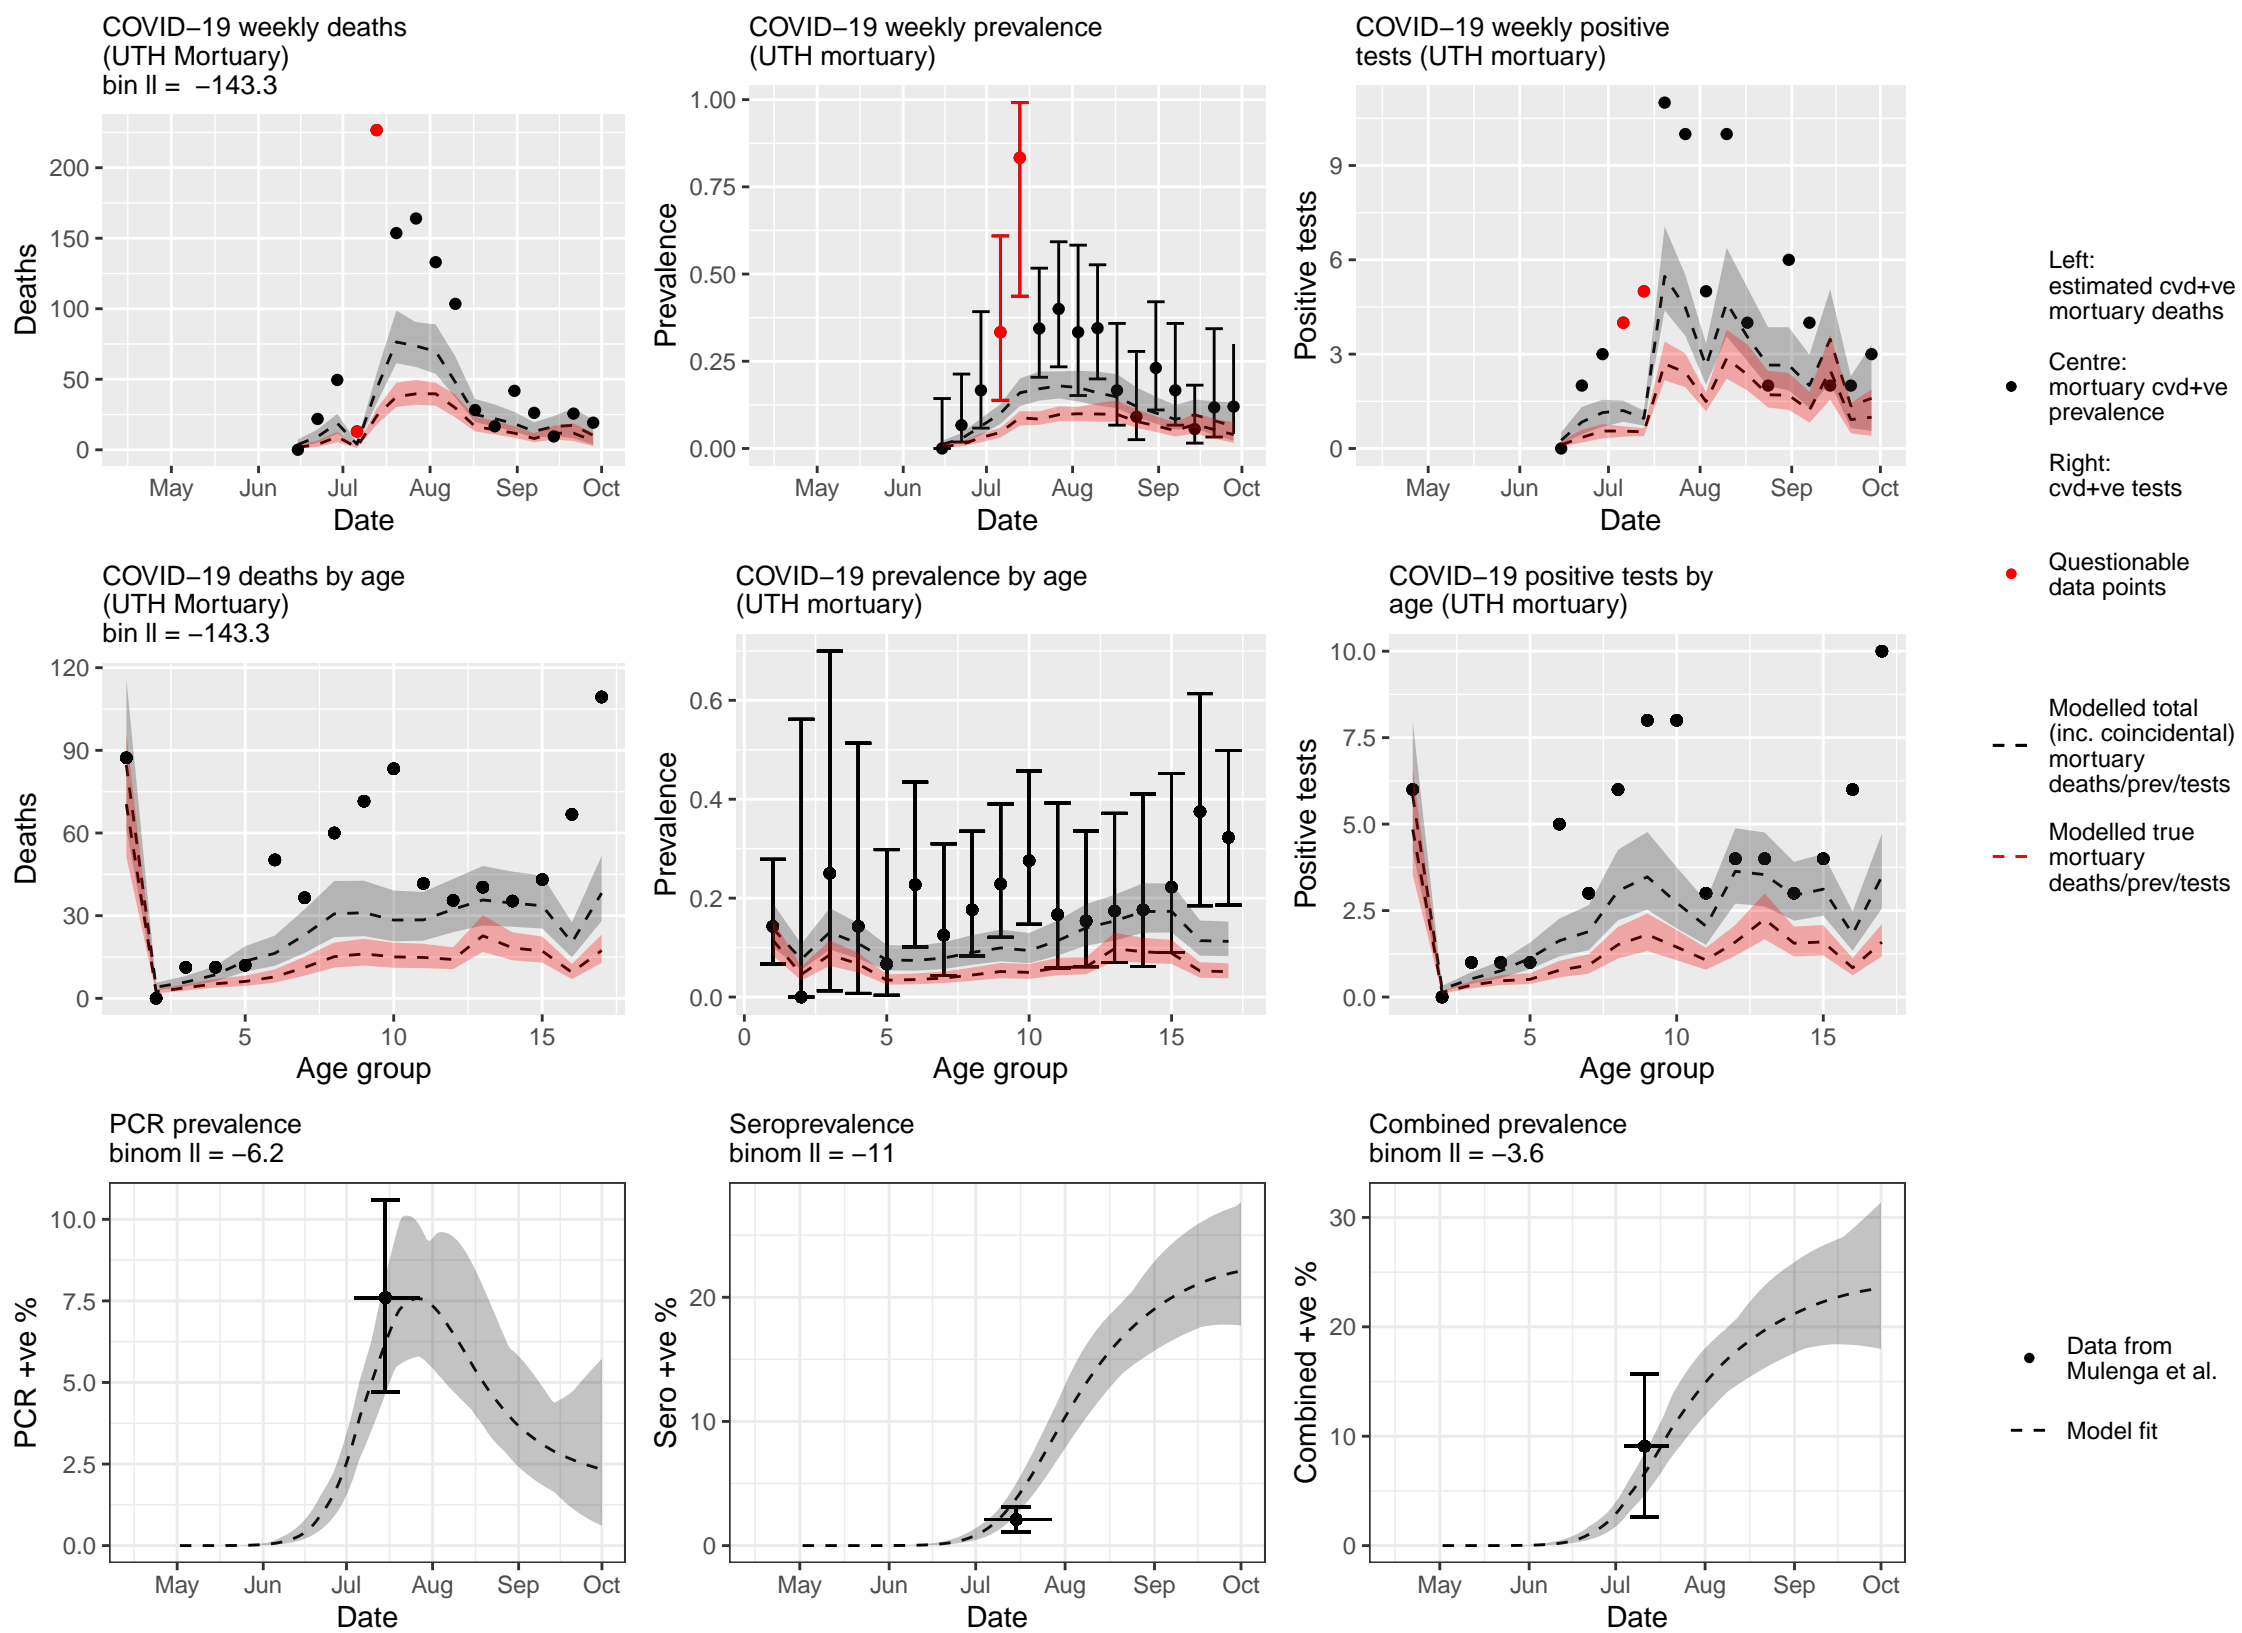 COVID−19 weekly deaths
(UTH Mortuary)
bin ll =  −143.3
200
150
100
50
0
Deaths
May
Jun
Jul
Aug
Sep
Oct
Date
COVID−19 weekly prevalence
(UTH mortuary)
1.00
0.75
0.50
0.25
0.00
Prevalence
May
Jun
Jul
Aug
Sep
Oct
Date
COVID−19 weekly positive
tests (UTH mortuary)
9
6
3
0
Positive tests
May
Jun
Jul
Aug
Sep
Oct
Date
Left:
estimated cvd+ve
mortuary deaths
Centre:
mortuary cvd+ve
prevalence
Right:
cvd+ve tests
Questionable
data points
Modelled total
(inc. coincidental)
mortuary
deaths/prev/tests
Modelled true
mortuary
deaths/prev/tests
COVID−19 deaths by age
(UTH Mortuary)
bin ll = −143.3
120
90
60
30
0
Deaths
5
10
15
Age group
COVID−19 prevalence by age
(UTH mortuary)
0.6
0.4
0.2
0.0
Prevalence
0
5
10
15
Age group
COVID−19 positive tests by
age (UTH mortuary)
10.0
7.5
5.0
2.5
0.0
Positive tests
5
10
15
Age group
PCR prevalence
binom ll = −6.2
10.0
7.5
5.0
2.5
0.0
PCR +ve %
May
Jun
Jul
Aug
Sep
Oct
Date
Seroprevalence
binom ll = −11
20
10
0
Sero +ve %
May
Jun
Jul
Aug
Sep
Oct
Date
Combined prevalence
binom ll = −3.6
30
20
10
0
Combined +ve %
May
Jun
Jul
Aug
Sep
Oct
Date
Data from
Mulenga et al.
Model fit